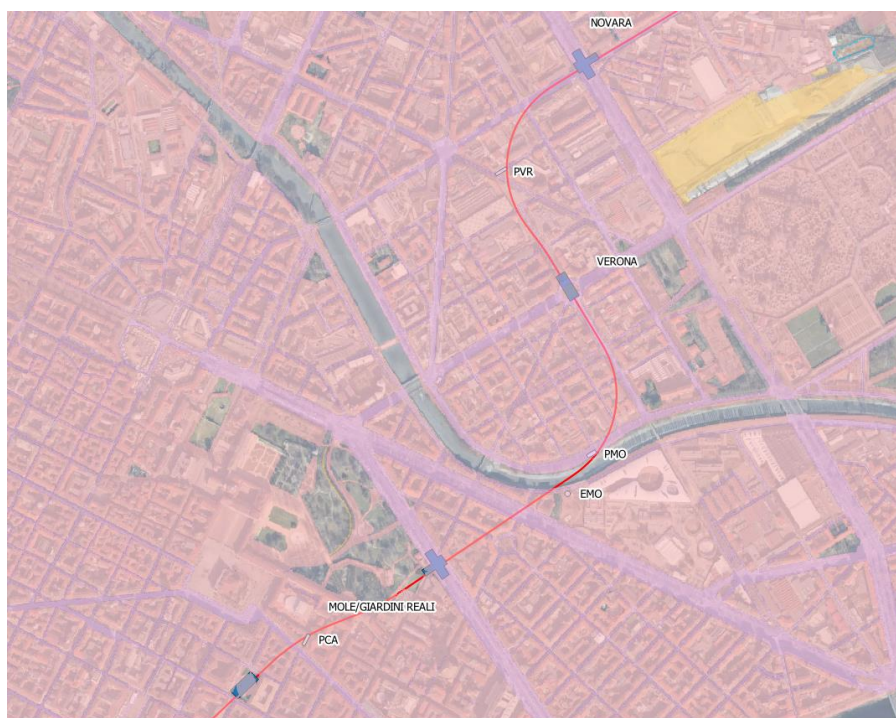 NOVARA
PVR
VERONA
PMO
EMO
MOLE/GIARDINI REALI
PCA